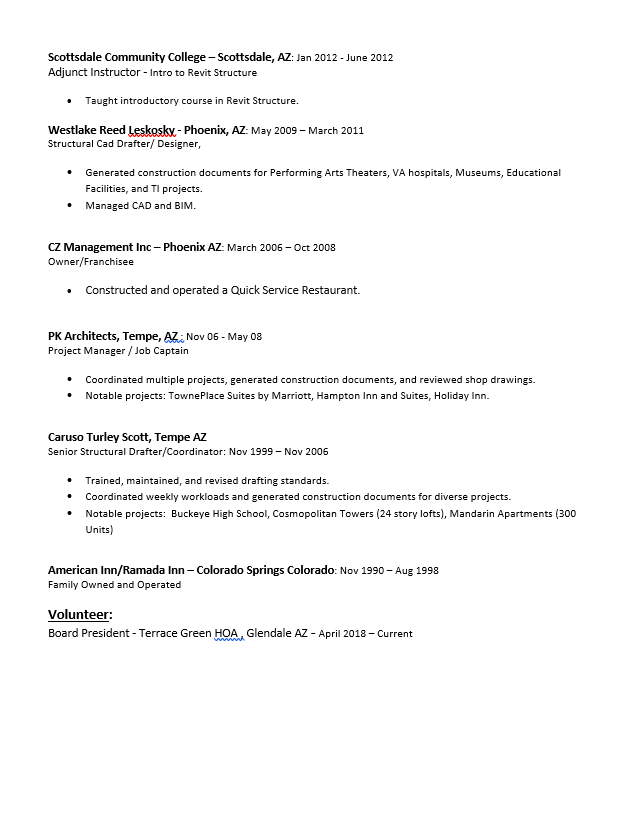 Scottsdale Community College – Scottsdale, AZ: Jan 2012 - June 2012
Adjunct Instructor - Intro to Revit Structure
• Taught introductory course in Revit Structure.
Westlake Reed Leskosky - Phoenix, AZ: May 2009 – March 2011
Structural Cad Drafter/ Designer,
• Generated construction documents for Performing Arts Theaters, VA hospitals, Museums, Educational
Facilities, and TI projects.
• Managed CAD and BIM.
CZ Management Inc – Phoenix AZ: March 2006 – Oct 2008
Owner/Franchisee
• Constructed and operated a Quick Service Restaurant.
PK Architects, Tempe, AZ : Nov 06 - May 08
Project Manager / Job Captain
• Coordinated multiple projects, generated construction documents, and reviewed shop drawings.
• Notable projects: TownePlace Suites by Marriott, Hampton Inn and Suites, Holiday Inn.
Caruso Turley Scott, Tempe AZ
Senior Structural Drafter/Coordinator: Nov 1999 – Nov 2006
• Trained, maintained, and revised drafting standards.
• Coordinated weekly workloads and generated construction documents for diverse projects.
• Notable projects:  Buckeye High School, Cosmopolitan Towers (24 story lofts), Mandarin Apartments (300
Units)
American Inn/Ramada Inn – Colorado Springs Colorado: Nov 1990 – Aug 1998
Family Owned and Operated
Volunteer:
Board President - Terrace Green HOA , Glendale AZ - April 2018 – Current